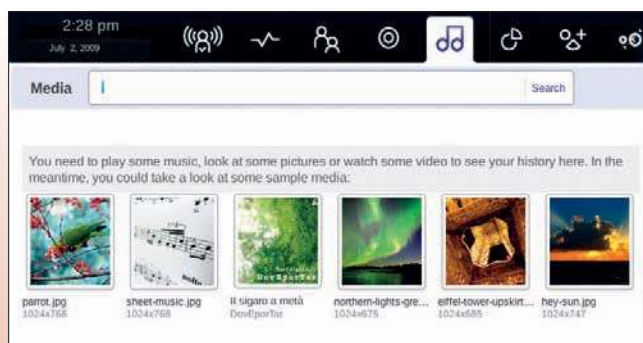 2:28 pm
July 2, 2009
Media
Search
You need to play some music, look at some pictures or watch some video to see your history here. In the
meantime, you could take a look at some sample media:
DovEporTar
parrot.jpg
1024x768
sheet-music.jpg
1024x768
Il sigaro a metà
DovEporTar
northern-lights-gre...
1024x675
eiffel-tower-upskirt...
1024x685
hey-sun.jpg
1024x747